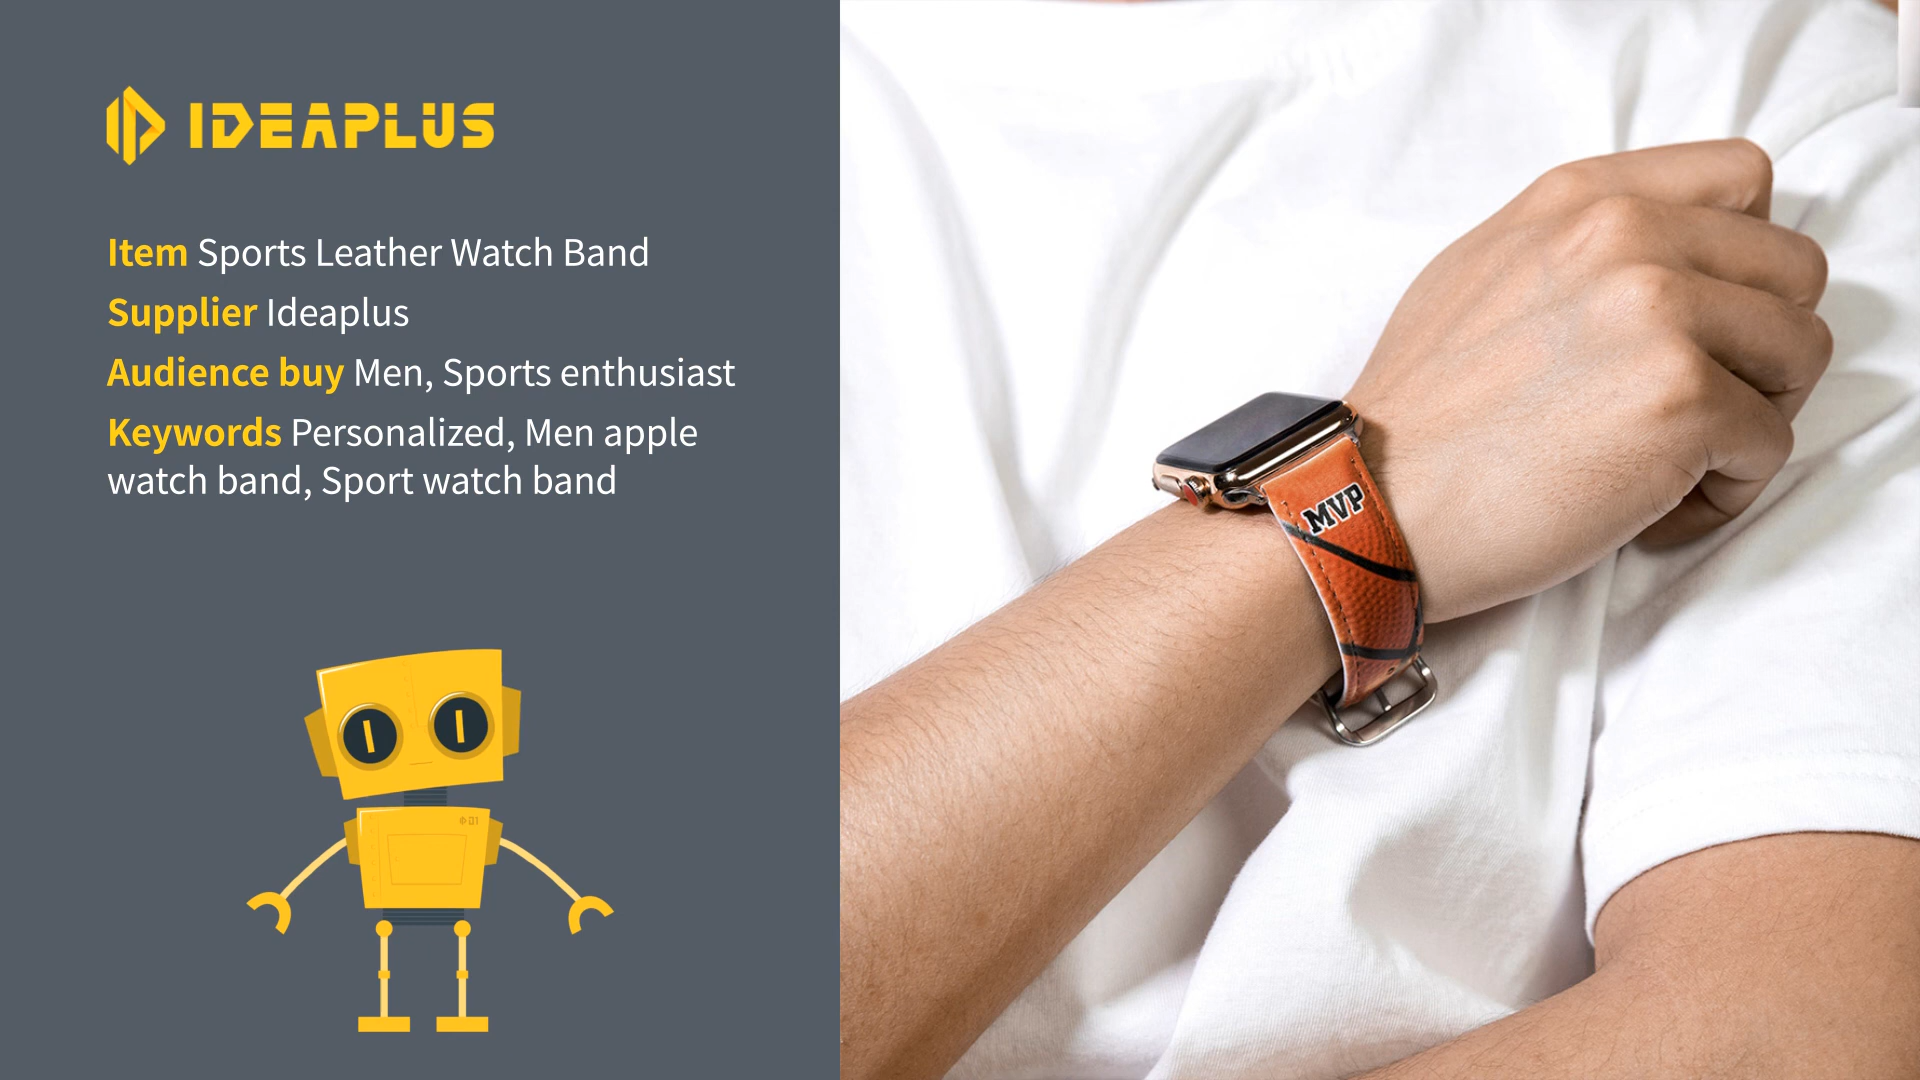 IDEAPLUS
Item Sports Leather Watch Band
Supplier Ideaplus
Audience buy Men, Sports enthusiast
Keywords Personalized, Men apple
watch band, Sport watch band
MVP